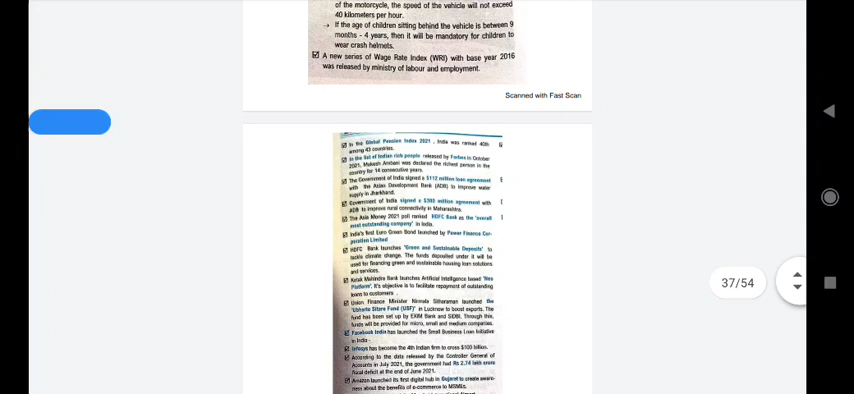 of the motorcycle, the speed of the vehicle will not exceed
40 kilometers per hour.
→ If the age of children sitting behind the vehicle is between 9
months - 4 years, then it will be mandatory for children to
wear crash helmets.
☑ A new series of Wage Rate Index (WRI) with base year 2016
was released by ministry of labour and employment.
Scanned with Fast Scan
☑ In the Global Pension Index 2021 , India was ranked 40th
among 43 countries.
☑ In the list of Indian rich people released by Forbes in October
2021, Mukesh Ambani was declared the richest person in the
country for 14 consecutive years.
☑ The Government of India signed a $112 million loan agreement
with the Asian Development Bank (ADB) to improve water
supply in Jharkhand.
☑ Government of India signed a $300 million agreement with
ADB to improve rural connectivity in Maharashtra.
☑ The Asia Money 2021 poll ranked HDFC Bank as the 'overall
most outstanding company' in India.
☑ India's first Euro Green Bond launched by Power Finance Cor-
poration Limited
☑ HDFC Bank launches 'Green and Sustainable Deposits' to
tackle climate change. The funds deposited under it will be
used for financing green and sustainable housing loan solutions
and services.
☑ Kotak Mahindra Bank launches Artificial Intelligence based 'Neo
Platform'. It's objective is to facilitate repayment of outstanding
loans to customers .
☑ Union Finance Minister Nirmala Sitharaman launched the
'Ubharte Sitare Fund (USF)' in Lucknow to boost exports. The
fund has been set up by EXIM Bank and SIDBI. Through this,
funds will be provided for micro, small and medium companies.
☑ Facebook India has launched the Small Business Loan Initiative
in India-
☑ Infosys has become the 4th Indian firm to cross $100 billion.
☑ According to the data released by the Controller General of
Accounts in July 2021, the government had Rs 2.74 lakh crore
fiscal deficit at the end of June 2021.
☑ Amazon launched its first digital hub in Gujarat to create aware-
ness about the benefits of e-commerce to MSMEs.
37/54